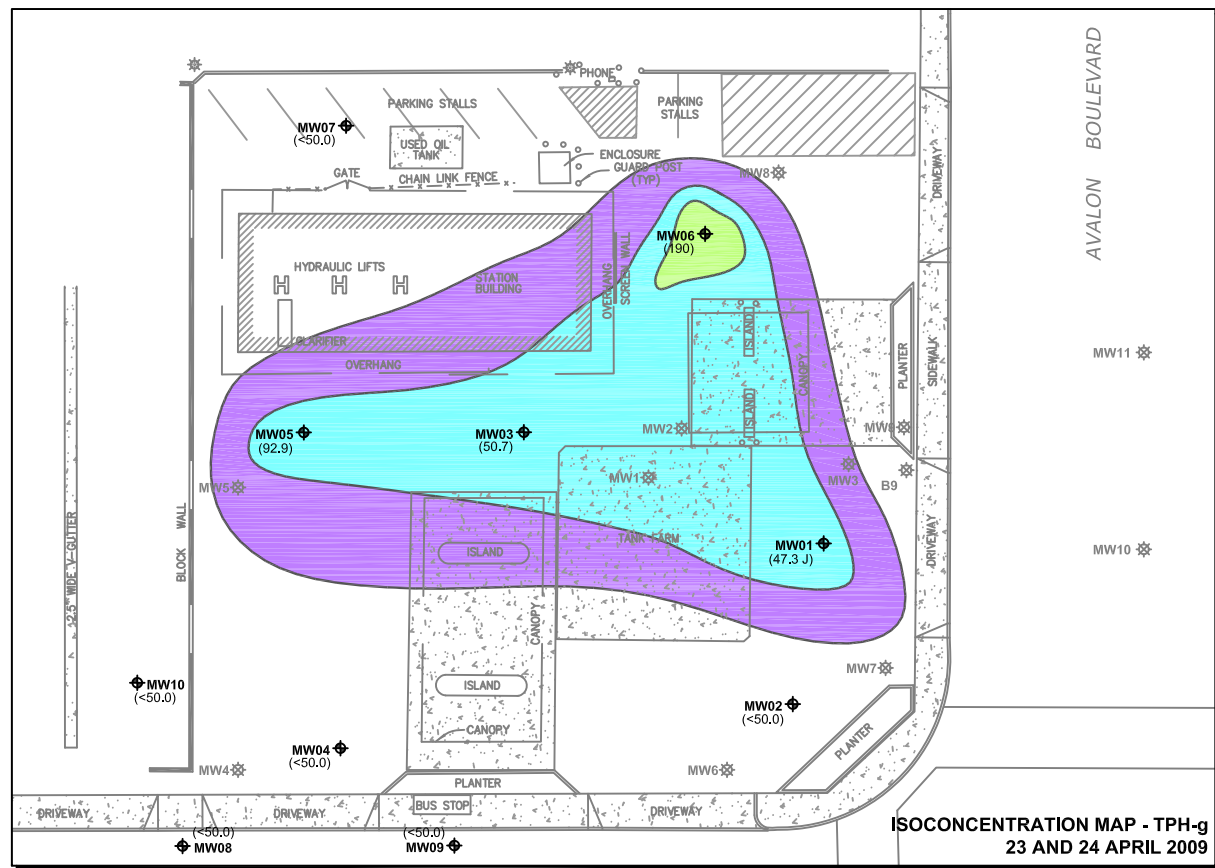 PHONE
PARKING STALLS
PARKING
STALLS
MW07
(<50.0)
USED OIL
TANK
ENCLOSURE
GUARD POST
(TYP)
GATE
CHAIN LINK FENCE
MW8
DRIVEWAY
AVALON BOULEVARD
MW06
(190)
HYDRAULIC LIFTS
STATION
BUILDING
OVERHANG
SCREEN WALL
CLARIFIER
OVERHANG
ISLAND
ISLAND
CANOPY
PLANTER
SIDEWALK
MW11
MW05
(92.9)
MW03
(50.7)
MW2
MW9
MW1
MW3
B9
MW5
BLOCK WALL
2.5" WIDE V-GUTTER
ISLAND
TANK FARM
MW01
(47.3 J)
DRIVEWAY
MW10
CANOPY
MW7
MW10
(<50.0)
ISLAND
MW02
(<50.0)
CANOPY
PLANTER
MW04
(<50.0)
MW4
MW6
PLANTER
DRIVEWAY
DRIVEWAY
BUS STOP
DRIVEWAY
(<50.0)
MW08
(<50.0)
MW09
ISOCONCENTRATION MAP - TPH-g
23 AND 24 APRIL 2009